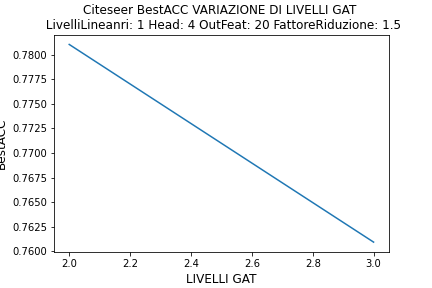 Citeseer BestACC VARIAZIONE DI LIVELLI GAT
LivelliLineanri: 1 Head: 4 OutFeat: 20 FattoreRiduzione: 1.5
0.7800
0.7775
0.7750
0.7725
0.7700
0.7675
0.7650
0.7625
0.7600
BestACC
2.0 2.2 2.4 2.6 2.8 3.0
LIVELLI GAT